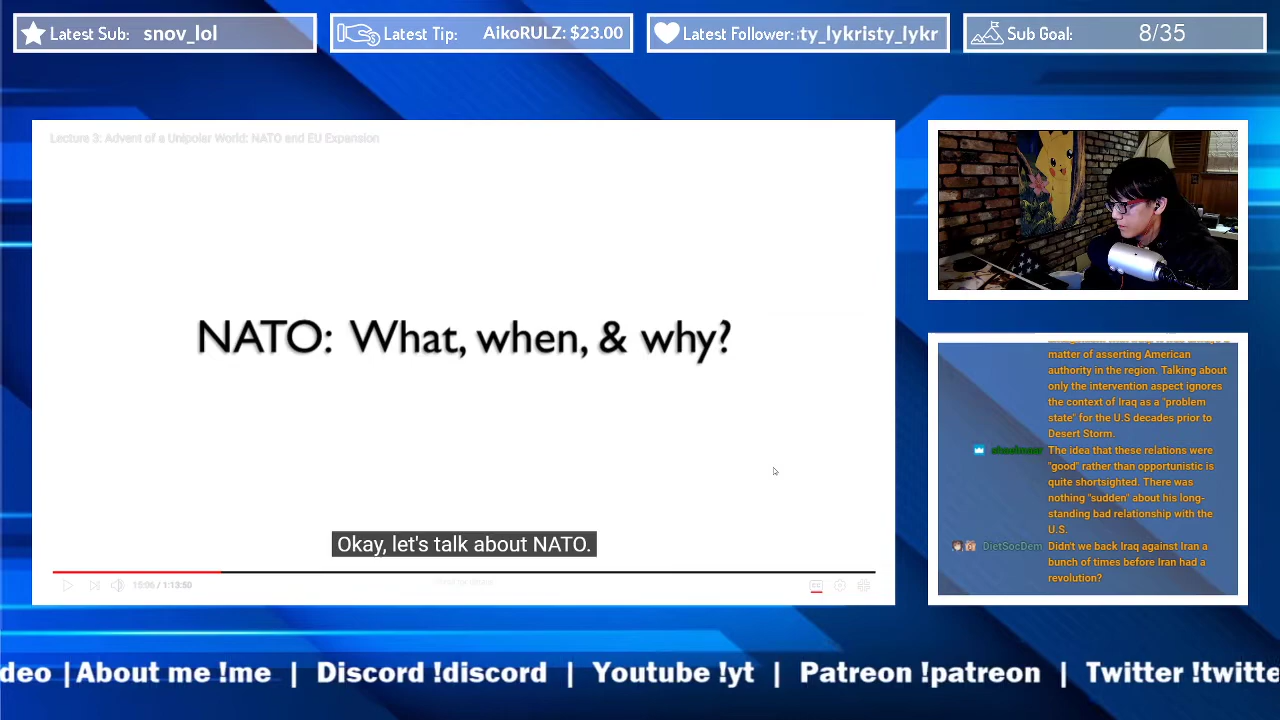 Latest Sub: snov_lol
Latest Tip: AikoRULZ: $23.00
Latest Follower: ty_lykristy_lykr
Sub Goal: 8/35
Lecture 3: Advent of a Unipolar World: NATO and EU Expansion
NATO: What, when, & why?
Okay, let's talk about NATO.
15:06 / 1:13:50
CC
matter of asserting American
authority in the region. Talking about
only the intervention aspect ignores
the context of Iraq as a "problem
state" for the U.S decades prior to
Desert Storm.
The idea that these relations were
"good" rather than opportunistic is
quite shortsighted. There was
nothing "sudden" about his long-
standing bad relationship with the
U.S.
DietSocDem Didn't we back Iraq against Iran a
bunch of times before Iran had a
revolution?
deo | About me !me | Discord !discord | Youtube !yt | Patreon !patreon | Twitter !twitte